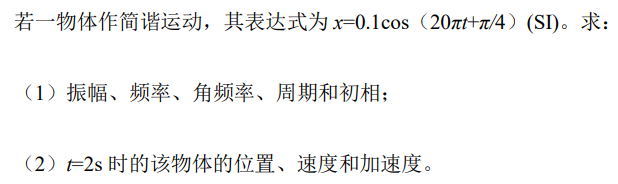 若一物体作简谐运动，其表达式为 x=0.1cos（20πt+π/4）(SI)。求：
（1）振幅、频率、角频率、周期和初相；
（2）t=2s 时的该物体的位置、速度和加速度。